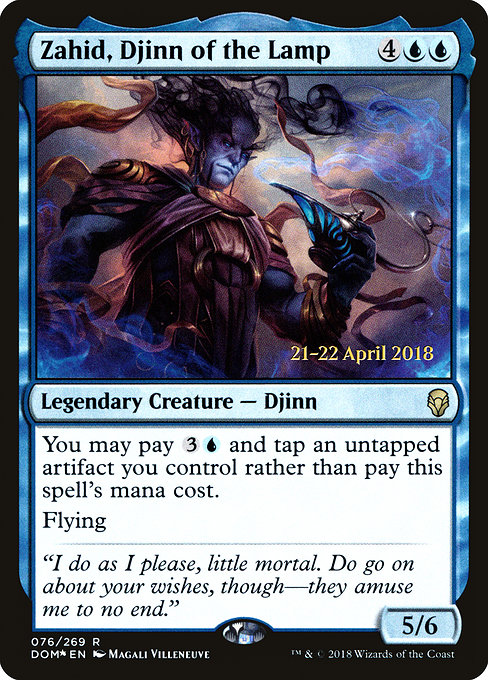 Zahid, Djinn of the Lamp 4
21–22 April 2018
Legendary Creature — Djinn
You may pay 3 and tap an untapped
artifact you control rather than pay this
spell's mana cost.
Flying
“I do as I please, little mortal. Do go on
about your wishes, though—they amuse
me to no end.”
5/6
076/269 R
DOM★EN Magali Villeneuve
™ & © 2018 Wizards of the Coast